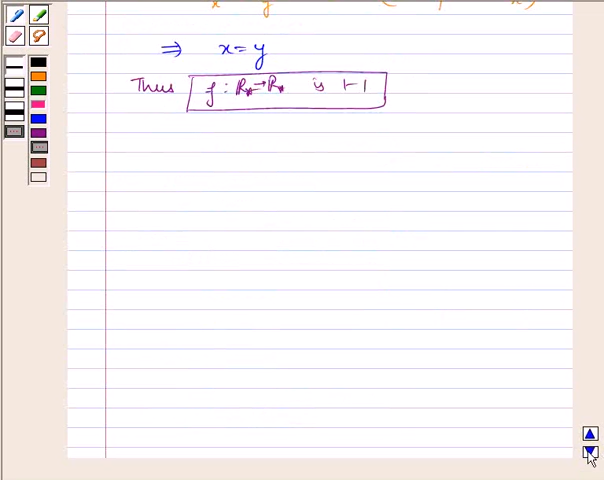 x y ( x )
⇒ x = y
Thus f : R* → R* is 1-1